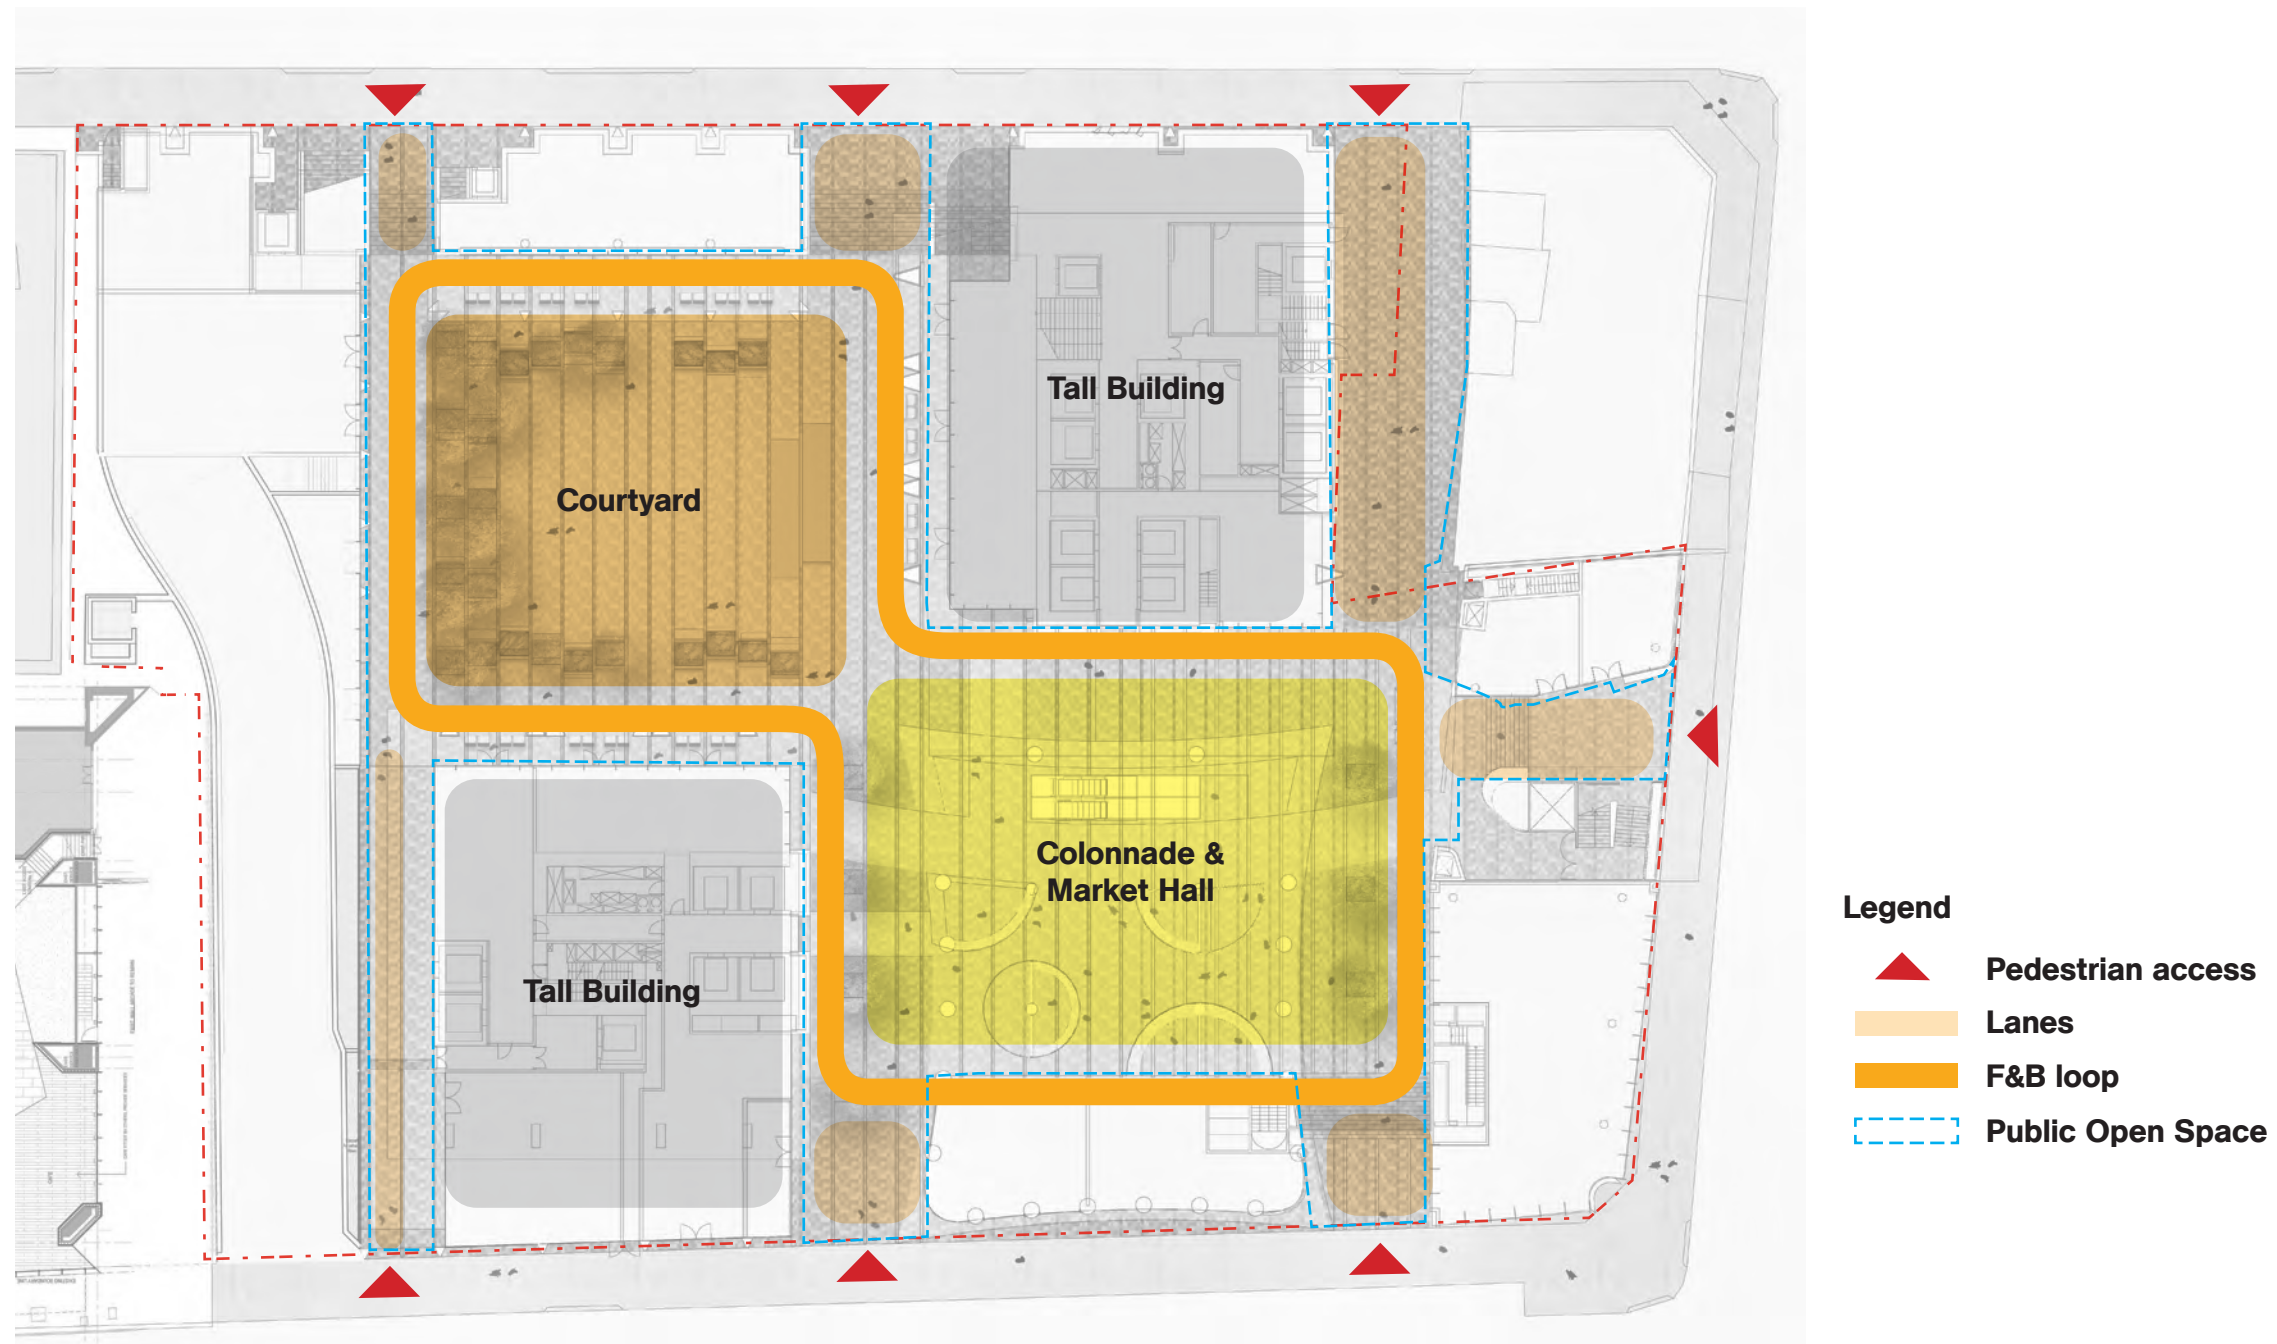 Tall Building
Courtyard
Colonnade &
Market Hall
Tall Building
Legend
Pedestrian access
Lanes
F&B loop
Public Open Space